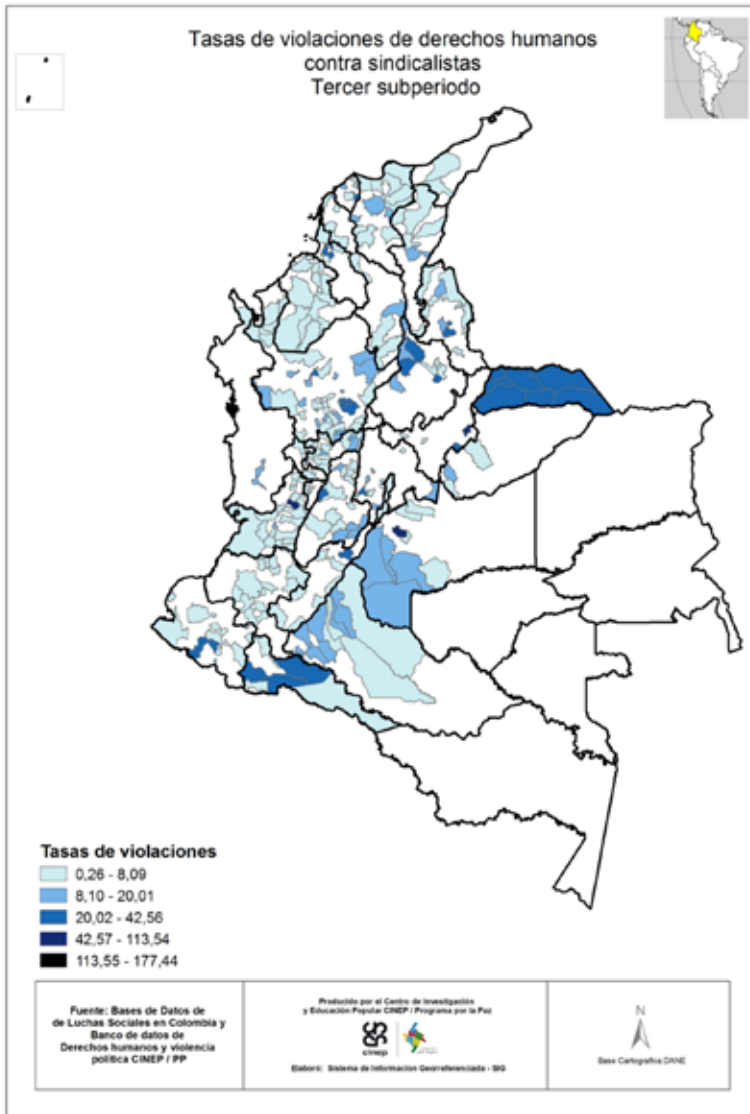 Tasas de violaciones de derechos humanos
contra sindicalistas
Tercer subperiodo
Tasas de violaciones
0,26 - 8,09
8,10 - 20,01
20,02 - 42,56
42,57 - 113,54
113,55 - 177,44
Fuente: Bases de Datos de
de Luchas Sociales en Colombia y
Banco de datos de
Derechos humanos y violencia
política CINEP / PP
Producido por el Centro de Investigación
y Educación Popular CINEP / Programa por la Paz
cinep
Elaboró: Sistema de Informacion Georreferenciada - SIG
N
Base Cartografica DANE